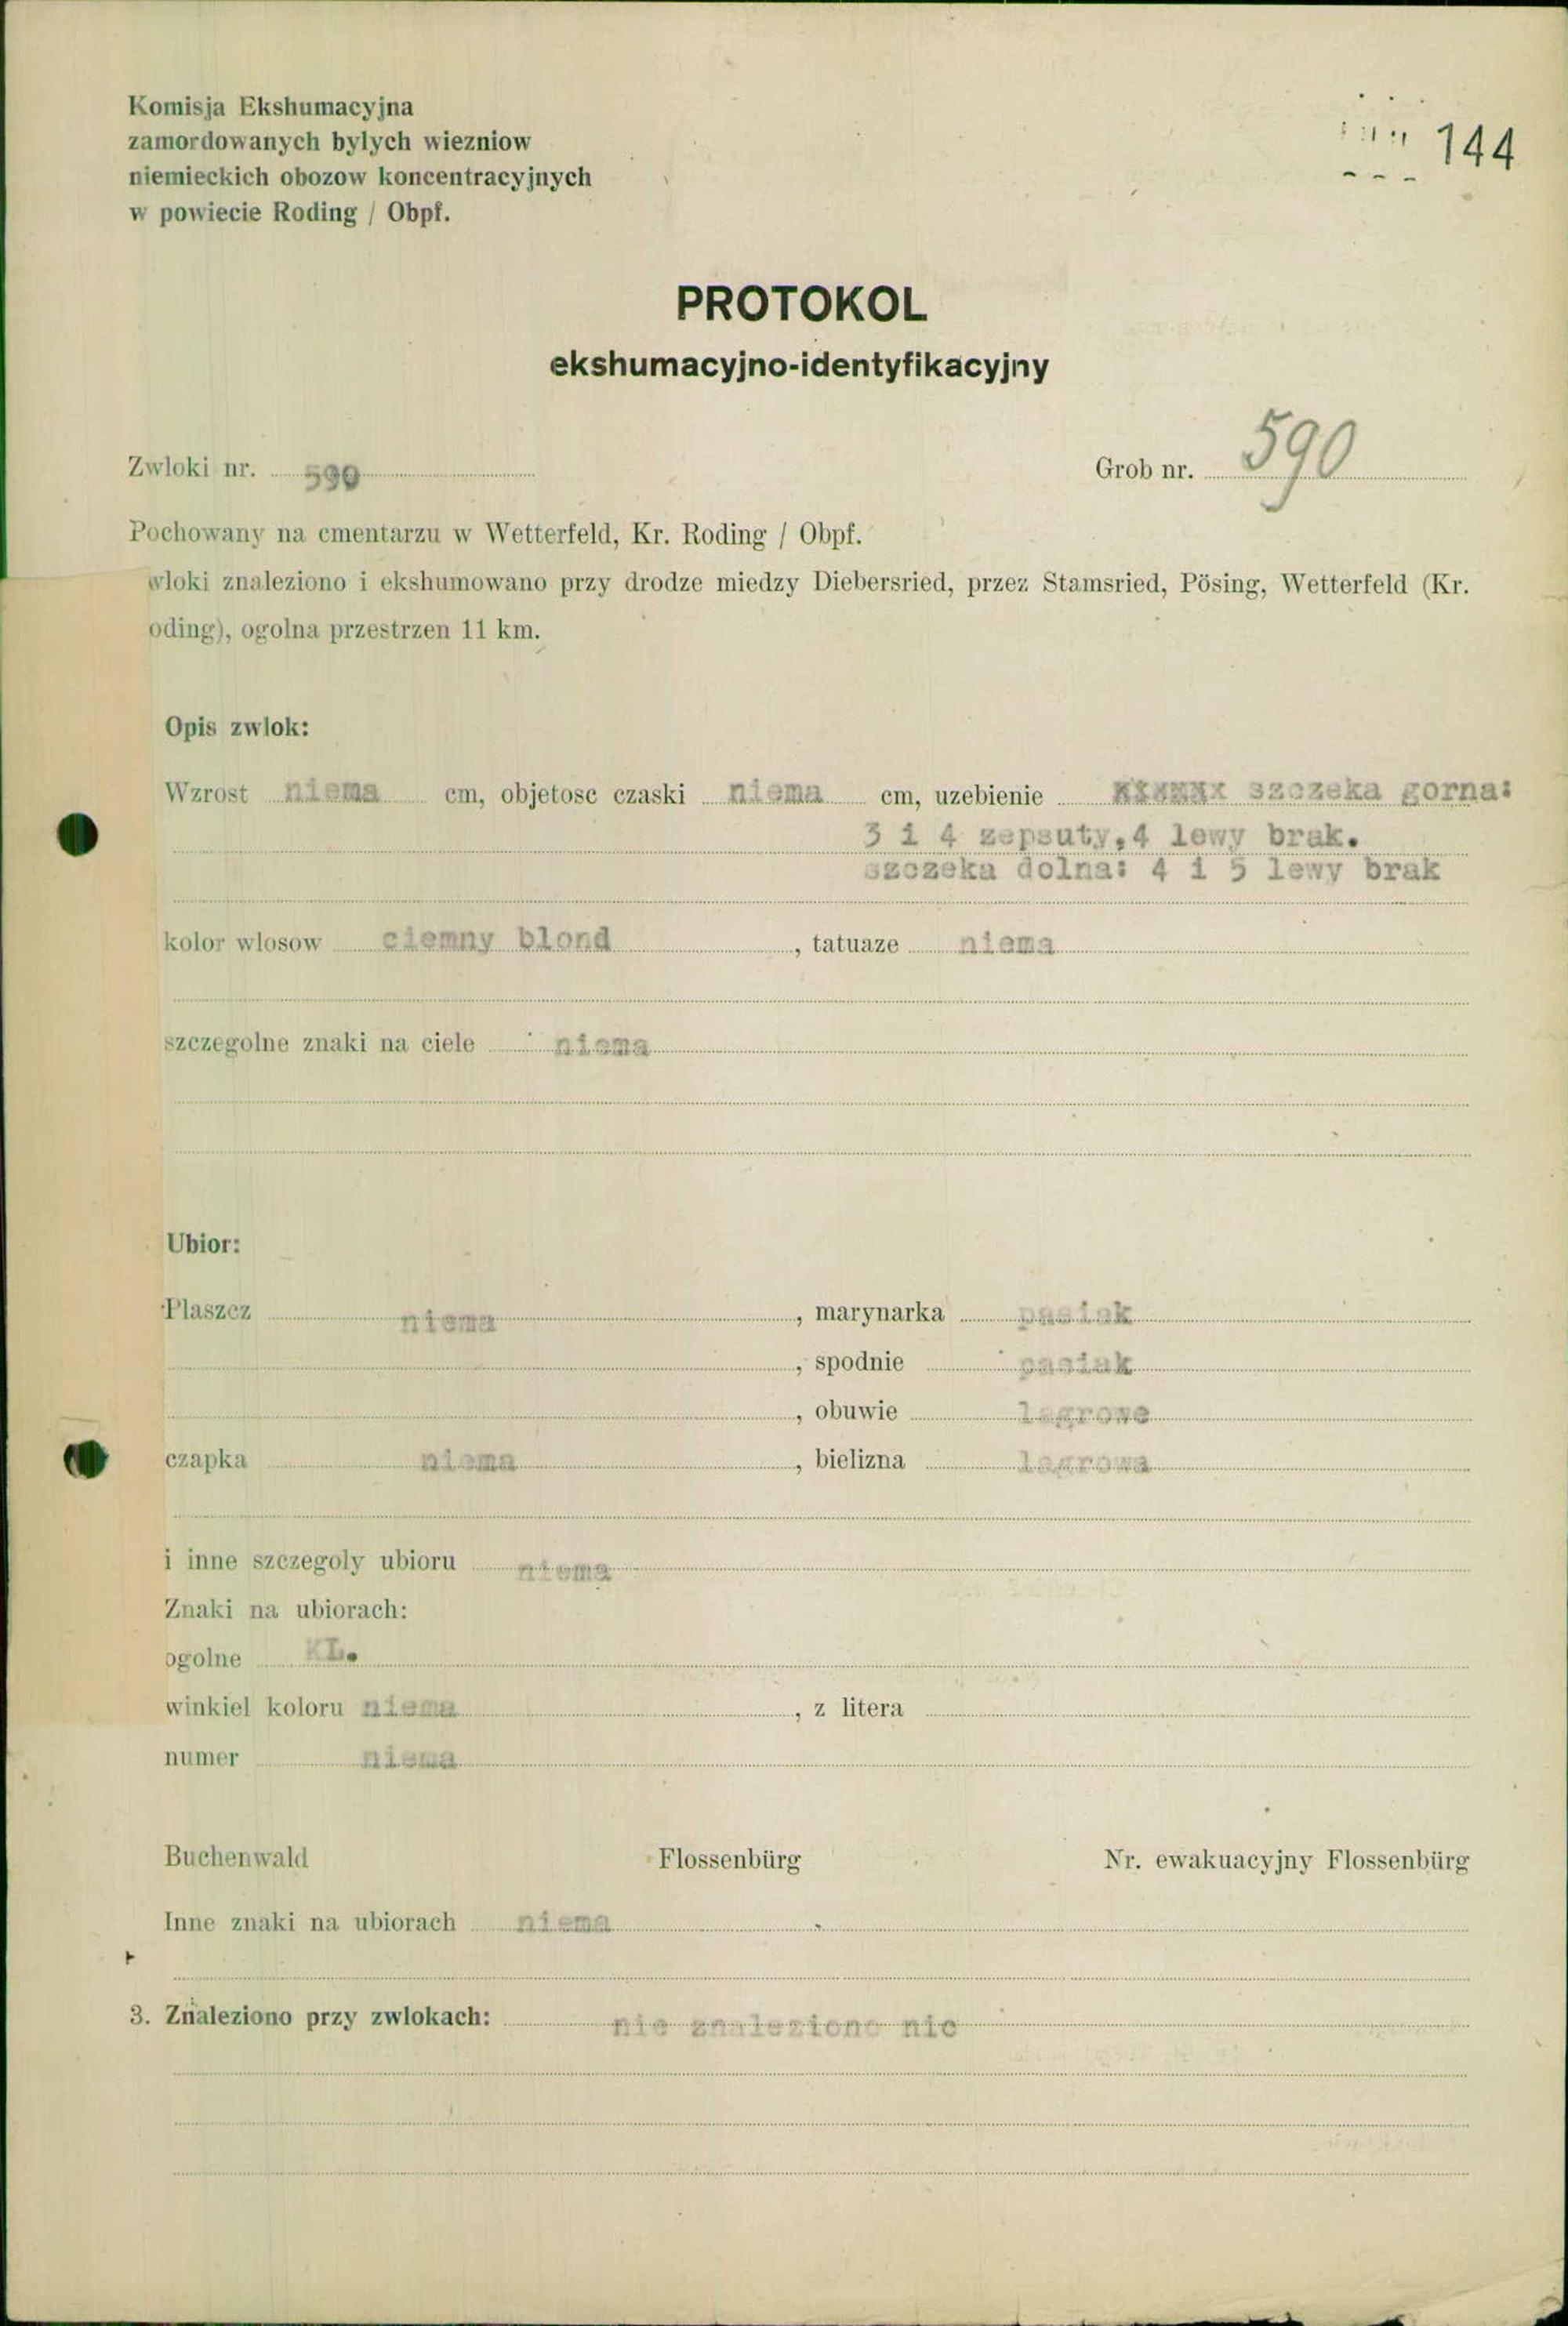 Komisja Ekshumacyjna
zamordowanych bylych wiezniow
niemieckich obozow koncentracyjnych
w powiecie Roding / Obpf.
144
PROTOKOL
ekshumacyjno-identyfikacyjny
Zwloki nr. 590 Grob nr. 590
Pochowany na cmentarzu w Wetterfeld, Kr. Roding / Obpf.
wloki znaleziono i ekshumowano przy drodze miedzy Diebersried, przez Stamsried, Pösing, Wetterfeld (Kr.
oding), ogolna przestrzen 11 km.
Opis zwlok:
Wzrost niema cm, objetosc czaski niema cm, uzebienie szczeka gorna:
3 i 4 zepsuty,4 lewy brak.
szczeka dolna: 4 i 5 lewy brak
kolor wlosow ciemny blond , tatuaze niema
szczegolne znaki na ciele niema
Ubior:
Plaszcz niema , marynarka pasiak
, spodnie pasiak
, obuwie lagrowe
czapka niema , bielizna lagrowa
i inne szczegoly ubioru niema
Znaki na ubiorach:
ogolne KL.
winkiel koloru niema , z litera
numer niema
Buchenwald Flossenbürg Nr. ewakuacyjny Flossenbürg
Inne znaki na ubiorach niema
3. Znaleziono przy zwlokach: nie znaleziono nic